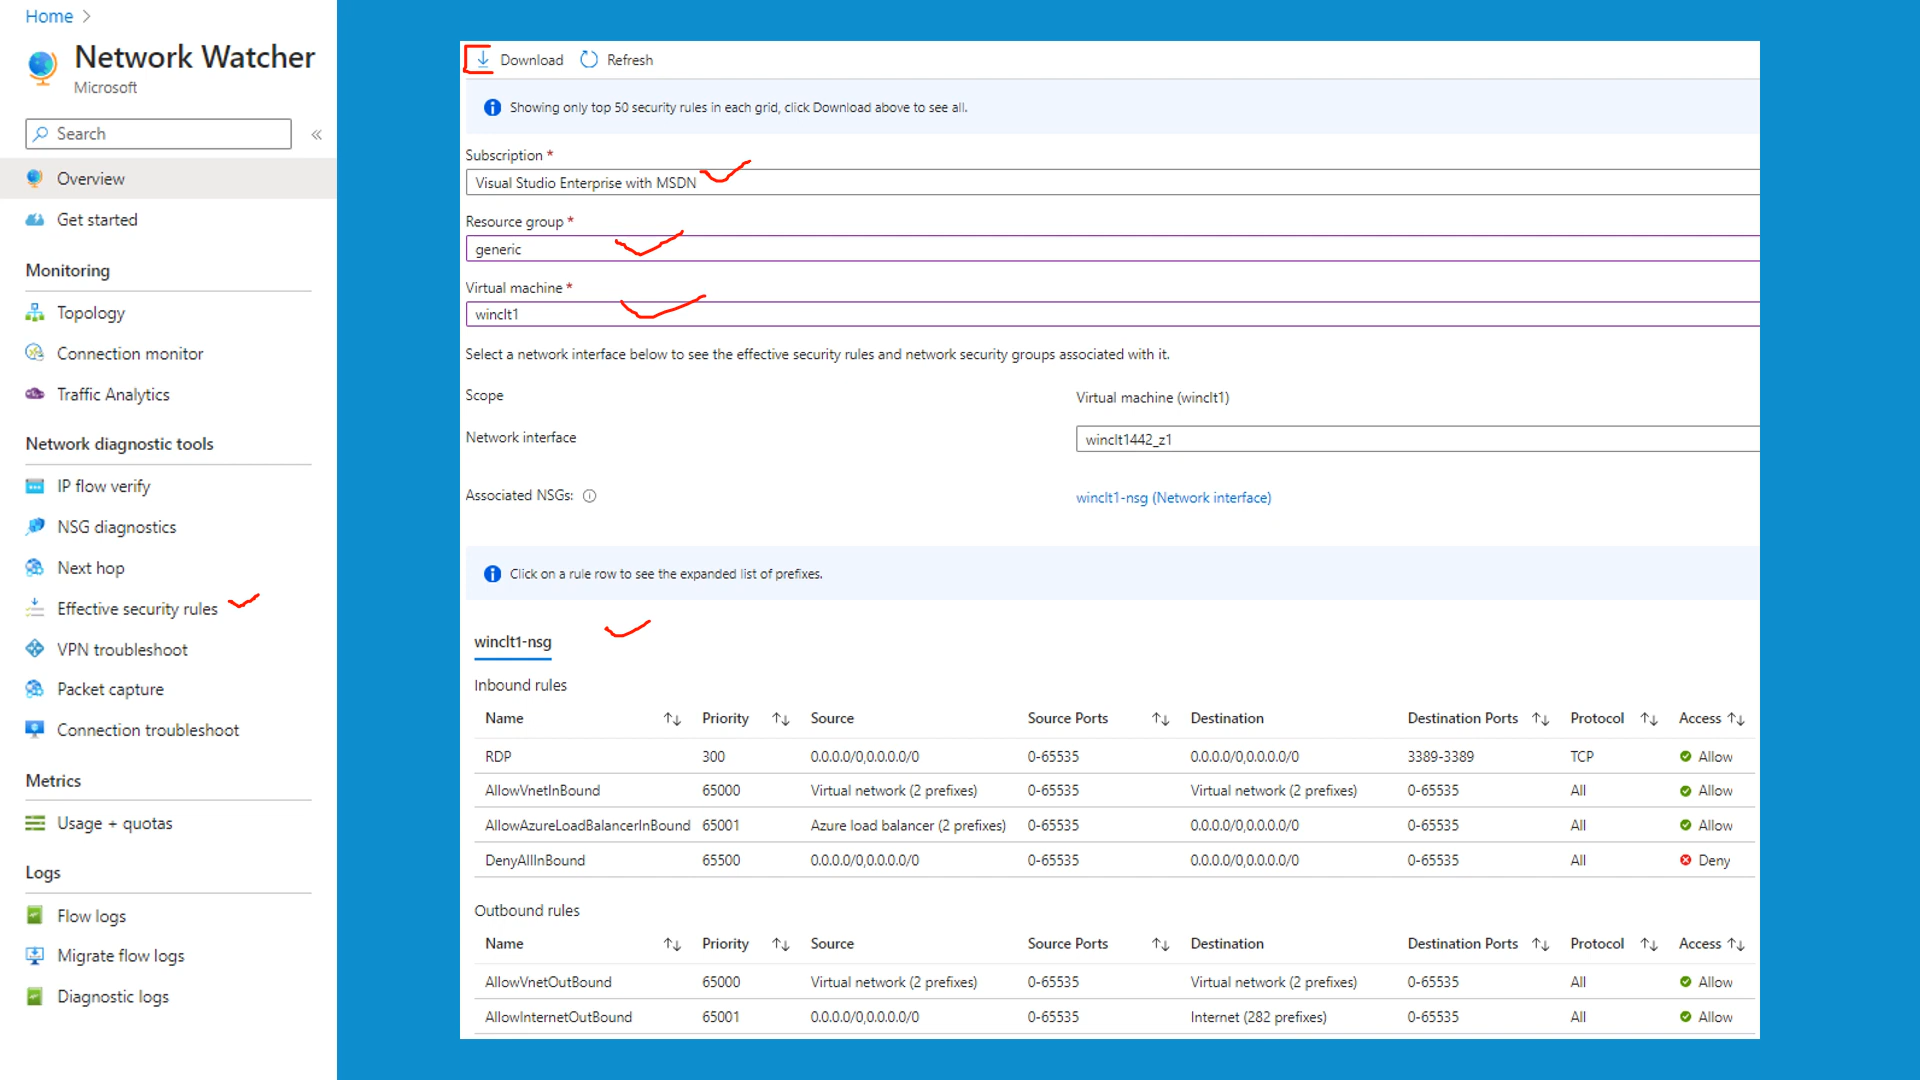 Home
Network Watcher
Microsoft
Search
Overview
Get started
Monitoring
Topology
Connection monitor
Traffic Analytics
Network diagnostic tools
IP flow verify
NSG diagnostics
Next hop
Effective security rules
VPN troubleshoot
Packet capture
Connection troubleshoot
Metrics
Usage + quotas
Logs
Flow logs
Migrate flow logs
Diagnostic logs
Download Refresh
Showing only top 50 security rules in each grid, click Download above to see all.
Subscription *
Visual Studio Enterprise with MSDN
Resource group *
generic
Virtual machine *
winclt1
Select a network interface below to see the effective security rules and network security groups associated with it.
Scope Virtual machine (winclt1)
Network interface winclt1442_z1
Associated NSGs: winclt1-nsg (Network interface)
Click on a rule row to see the expanded list of prefixes.
winclt1-nsg
Inbound rules
Name Priority Source Source Ports Destination Destination Ports Protocol Access
RDP 300 0.0.0.0/0,0.0.0.0/0 0-65535 0.0.0.0/0,0.0.0.0/0 3389-3389 TCP Allow
AllowVnetInBound 65000 Virtual network (2 prefixes) 0-65535 Virtual network (2 prefixes) 0-65535 All Allow
AllowAzureLoadBalancerInBound 65001 Azure load balancer (2 prefixes) 0-65535 0.0.0.0/0,0.0.0.0/0 0-65535 All Allow
DenyAllInBound 65500 0.0.0.0/0,0.0.0.0/0 0-65535 0.0.0.0/0,0.0.0.0/0 0-65535 All Deny
Outbound rules
Name Priority Source Source Ports Destination Destination Ports Protocol Access
AllowVnetOutBound 65000 Virtual network (2 prefixes) 0-65535 Virtual network (2 prefixes) 0-65535 All Allow
AllowInternetOutBound 65001 0.0.0.0/0,0.0.0.0/0 0-65535 Internet (282 prefixes) 0-65535 All Allow